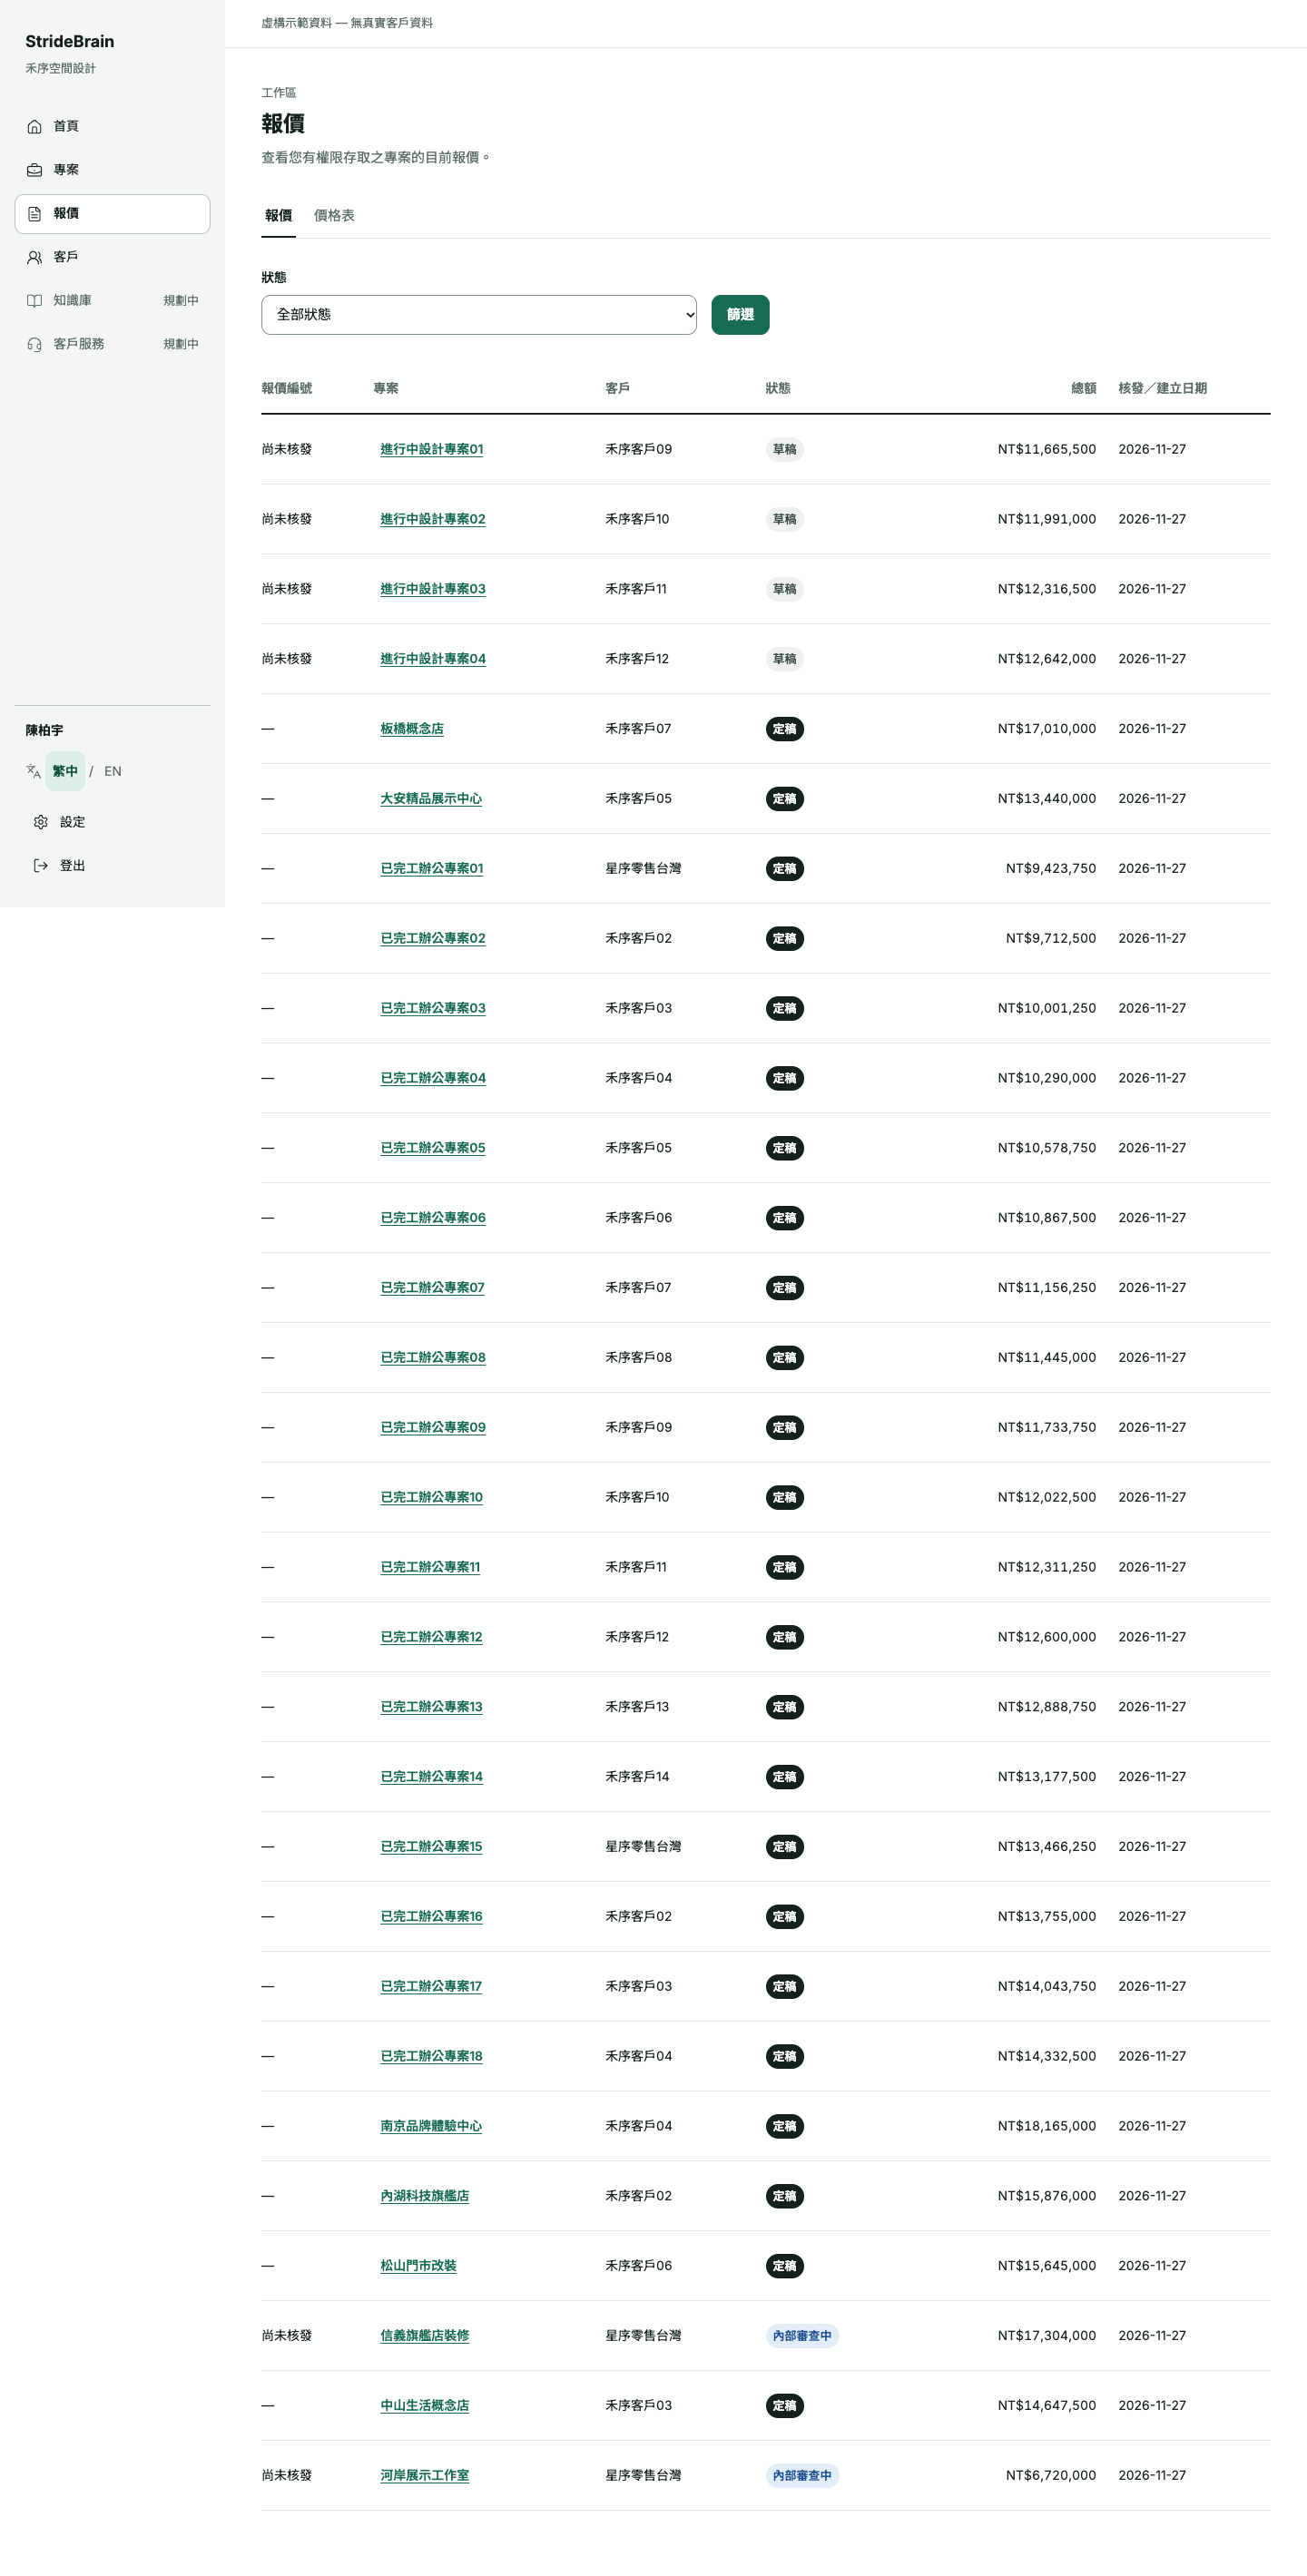 StrideBrain
禾序空間設計
首頁
專案
報價
客戶
知識庫 規劃中
客戶服務 規劃中
陳柏宇
繁中 / EN
設定
登出
虛構示範資料 — 無真實客戶資料
工作區
報價
查看您有權限存取之專案的目前報價。
報價 價格表
狀態
全部狀態 篩選
報價編號 專案 客戶 狀態 總額 核發／建立日期
尚未核發 進行中設計專案01 禾序客戶09 草稿 NT$11,665,500 2026-11-27
尚未核發 進行中設計專案02 禾序客戶10 草稿 NT$11,991,000 2026-11-27
尚未核發 進行中設計專案03 禾序客戶11 草稿 NT$12,316,500 2026-11-27
尚未核發 進行中設計專案04 禾序客戶12 草稿 NT$12,642,000 2026-11-27
— 板橋概念店 禾序客戶07 定稿 NT$17,010,000 2026-11-27
— 大安精品展示中心 禾序客戶05 定稿 NT$13,440,000 2026-11-27
— 已完工辦公專案01 星序零售台灣 定稿 NT$9,423,750 2026-11-27
— 已完工辦公專案02 禾序客戶02 定稿 NT$9,712,500 2026-11-27
— 已完工辦公專案03 禾序客戶03 定稿 NT$10,001,250 2026-11-27
— 已完工辦公專案04 禾序客戶04 定稿 NT$10,290,000 2026-11-27
— 已完工辦公專案05 禾序客戶05 定稿 NT$10,578,750 2026-11-27
— 已完工辦公專案06 禾序客戶06 定稿 NT$10,867,500 2026-11-27
— 已完工辦公專案07 禾序客戶07 定稿 NT$11,156,250 2026-11-27
— 已完工辦公專案08 禾序客戶08 定稿 NT$11,445,000 2026-11-27
— 已完工辦公專案09 禾序客戶09 定稿 NT$11,733,750 2026-11-27
— 已完工辦公專案10 禾序客戶10 定稿 NT$12,022,500 2026-11-27
— 已完工辦公專案11 禾序客戶11 定稿 NT$12,311,250 2026-11-27
— 已完工辦公專案12 禾序客戶12 定稿 NT$12,600,000 2026-11-27
— 已完工辦公專案13 禾序客戶13 定稿 NT$12,888,750 2026-11-27
— 已完工辦公專案14 禾序客戶14 定稿 NT$13,177,500 2026-11-27
— 已完工辦公專案15 星序零售台灣 定稿 NT$13,466,250 2026-11-27
— 已完工辦公專案16 禾序客戶02 定稿 NT$13,755,000 2026-11-27
— 已完工辦公專案17 禾序客戶03 定稿 NT$14,043,750 2026-11-27
— 已完工辦公專案18 禾序客戶04 定稿 NT$14,332,500 2026-11-27
— 南京品牌體驗中心 禾序客戶04 定稿 NT$18,165,000 2026-11-27
— 內湖科技旗艦店 禾序客戶02 定稿 NT$15,876,000 2026-11-27
— 松山門市改裝 禾序客戶06 定稿 NT$15,645,000 2026-11-27
尚未核發 信義旗艦店裝修 星序零售台灣 內部審查中 NT$17,304,000 2026-11-27
— 中山生活概念店 禾序客戶03 定稿 NT$14,647,500 2026-11-27
尚未核發 河岸展示工作室 星序零售台灣 內部審查中 NT$6,720,000 2026-11-27